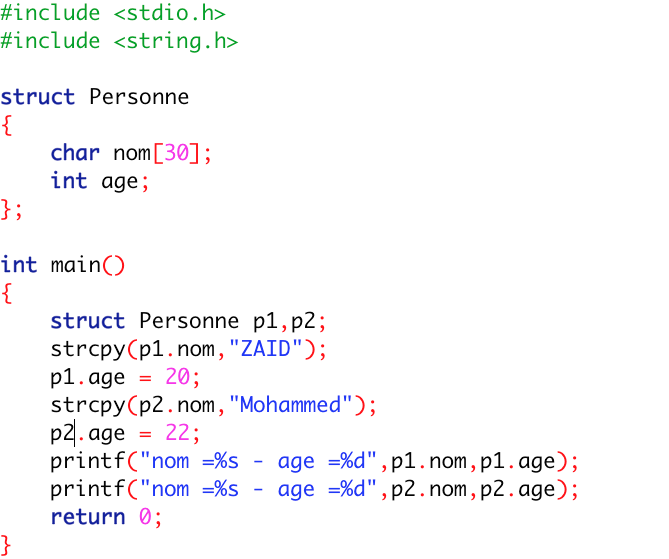 #include <stdio.h>
#include <string.h>

struct Personne
{
    char nom[30];
    int age;
};

int main()
{
    struct Personne p1,p2;
    strcpy(p1.nom,"ZAID");
    p1.age = 20;
    strcpy(p2.nom,"Mohammed");
    p2.age = 22;
    printf("nom =%s - age =%d",p1.nom,p1.age);
    printf("nom =%s - age =%d",p2.nom,p2.age);
    return 0;
}